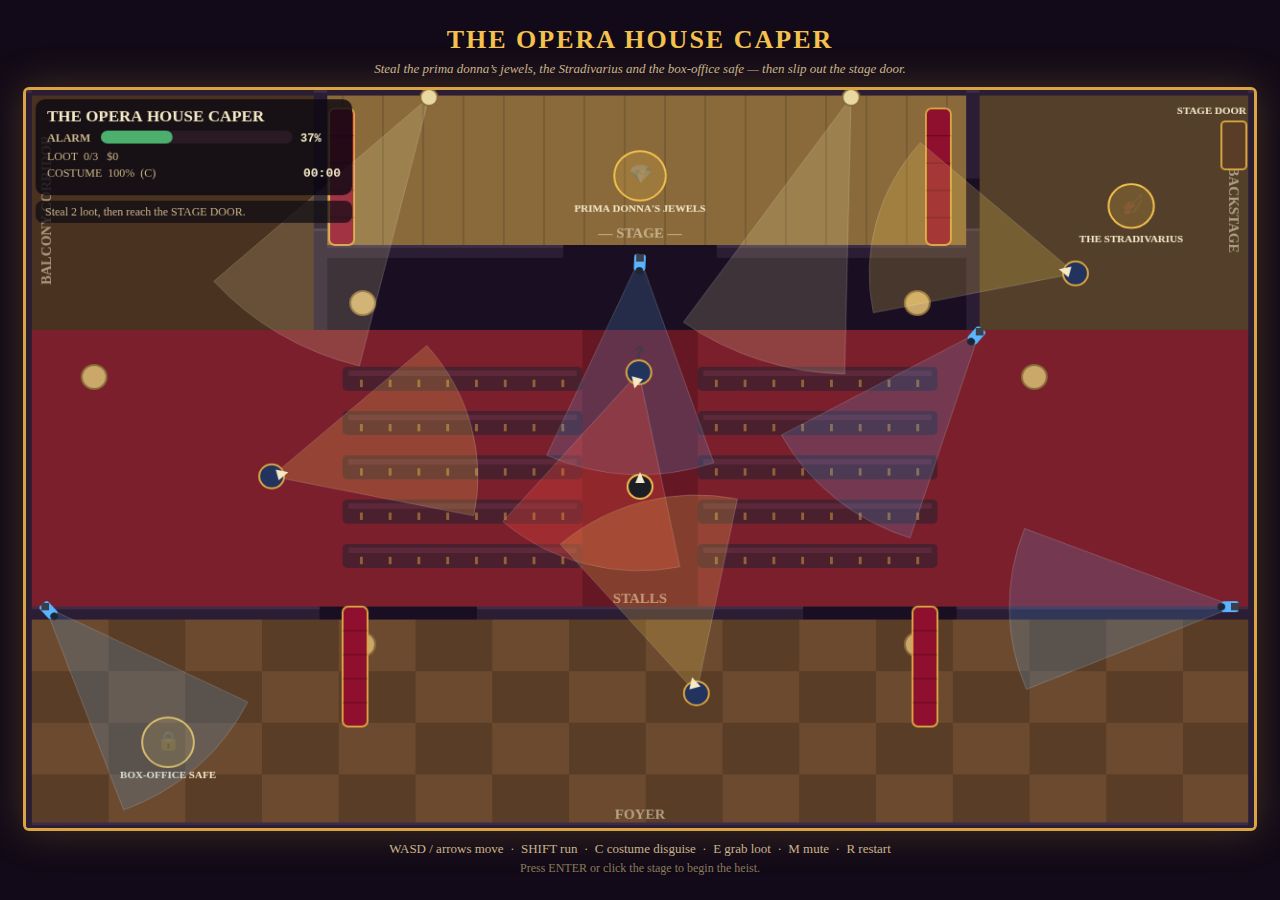 THE OPERA HOUSE CAPER
Steal the prima donna's jewels, the Stradivarius and the box-office safe — then slip out the stage door.
THE OPERA HOUSE CAPER
ALARM 37%
LOOT 0/3 $0
COSTUME 100% (C) 00:00
Steal 2 loot, then reach the STAGE DOOR.
BALCONY CORRIDOR
STAGE DOOR
BACKSTAGE
PRIMA DONNA'S JEWELS
— STAGE —
THE STRADIVARIUS
STALLS
BOX-OFFICE SAFE
FOYER
WASD / arrows move · SHIFT run · C costume disguise · E grab loot · M mute · R restart
Press ENTER or click the stage to begin the heist.